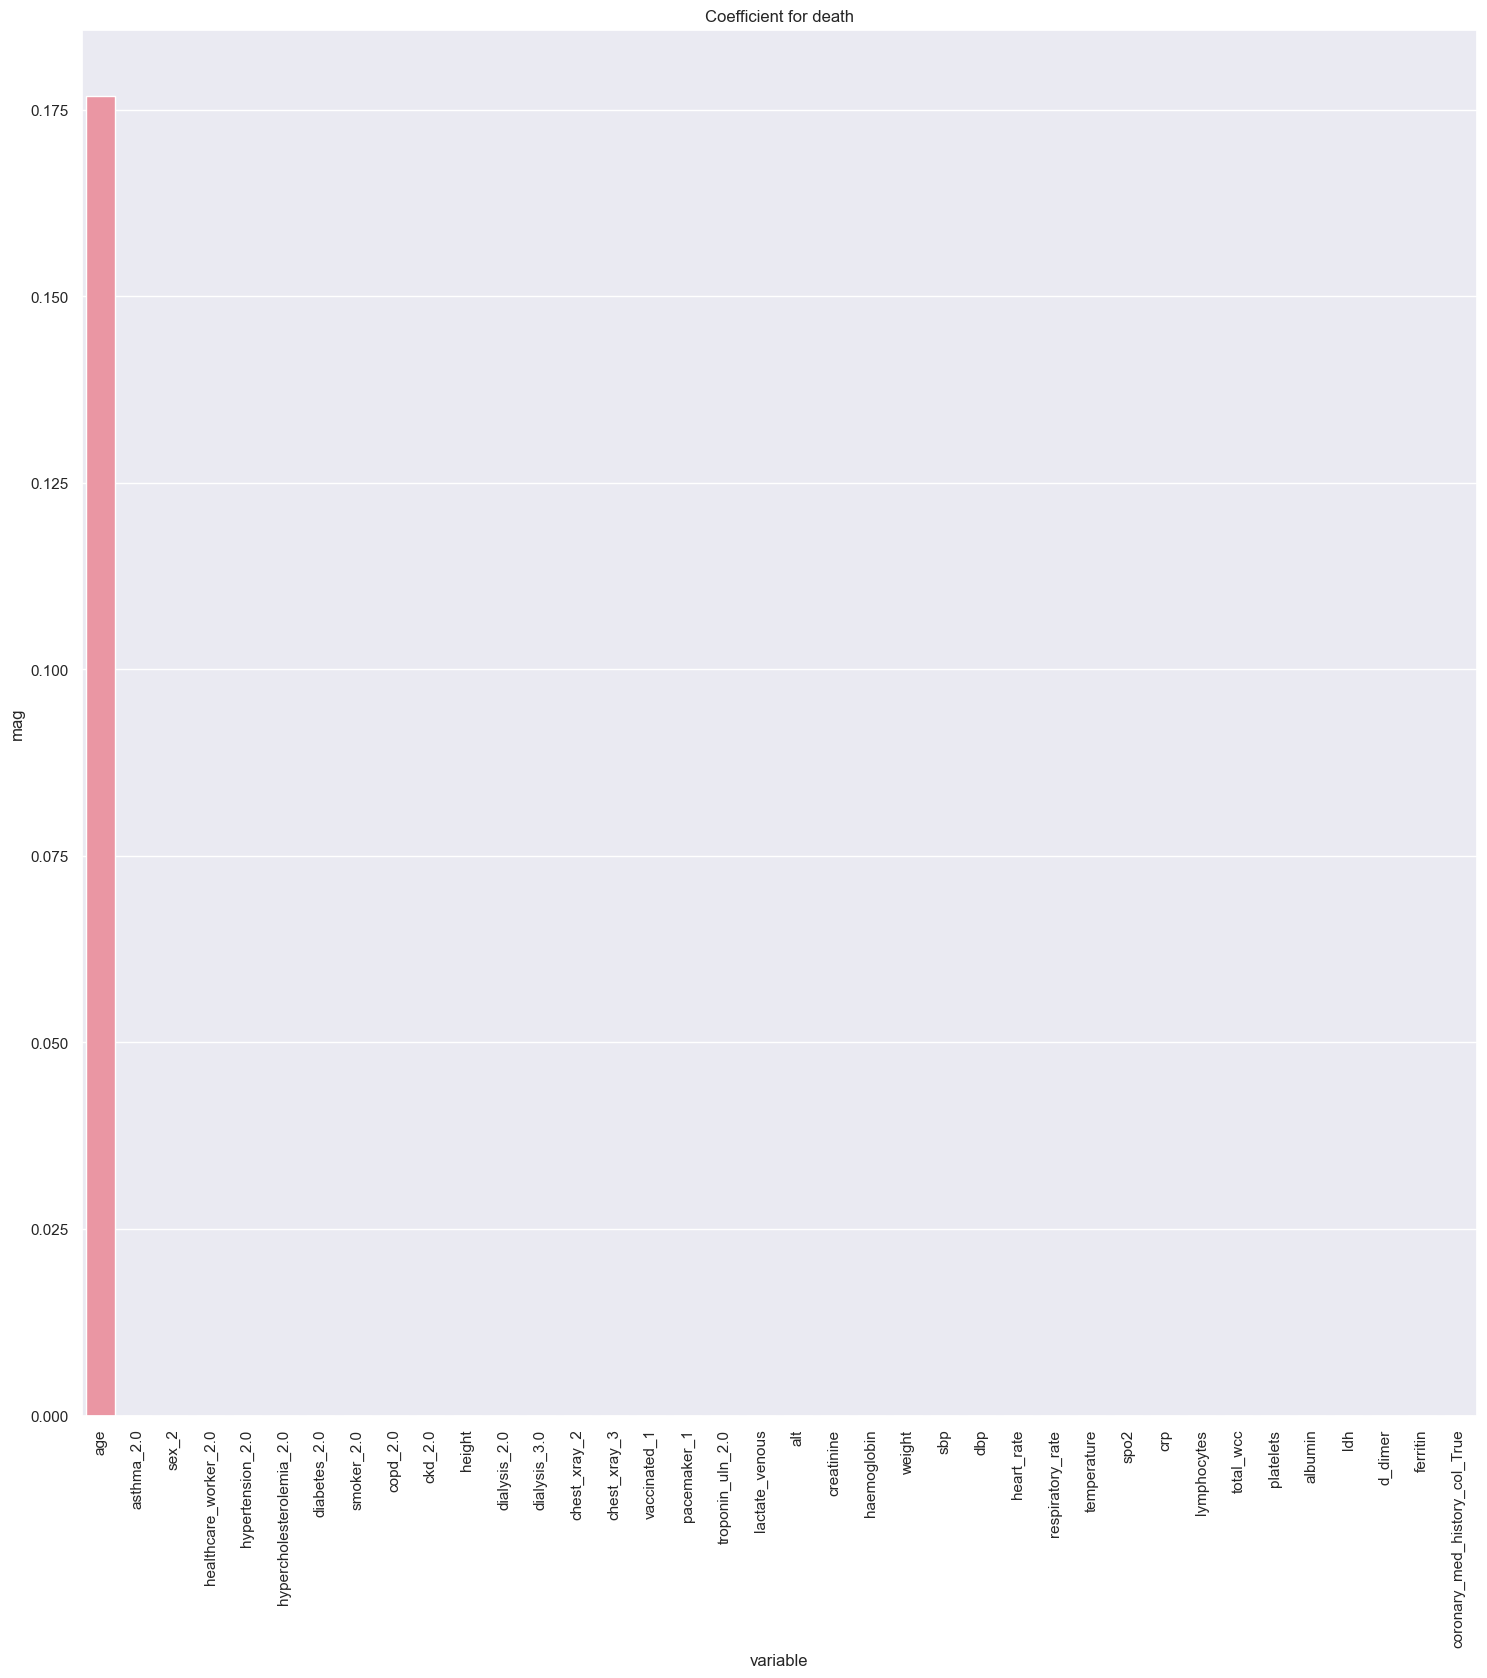 Coefficient for death
0.175
0.150
0.125
0.100
0.075
0.050
0.025
0.000
mag
age
asthma_2.0
sex_2
healthcare_worker_2.0
hypertension_2.0
hypercholesterolemia_2.0
diabetes_2.0
smoker_2.0
copd_2.0
ckd_2.0
height
dialysis_2.0
dialysis_3.0
chest_xray_2
chest_xray_3
vaccinated_1
pacemaker_1
troponin_uln_2.0
lactate_venous
alt
creatinine
haemoglobin
weight
sbp
dbp
heart_rate
respiratory_rate
temperature
spo2
crp
lymphocytes
total_wcc
platelets
albumin
ldh
d_dimer
ferritin
coronary_med_history_col_True
variable